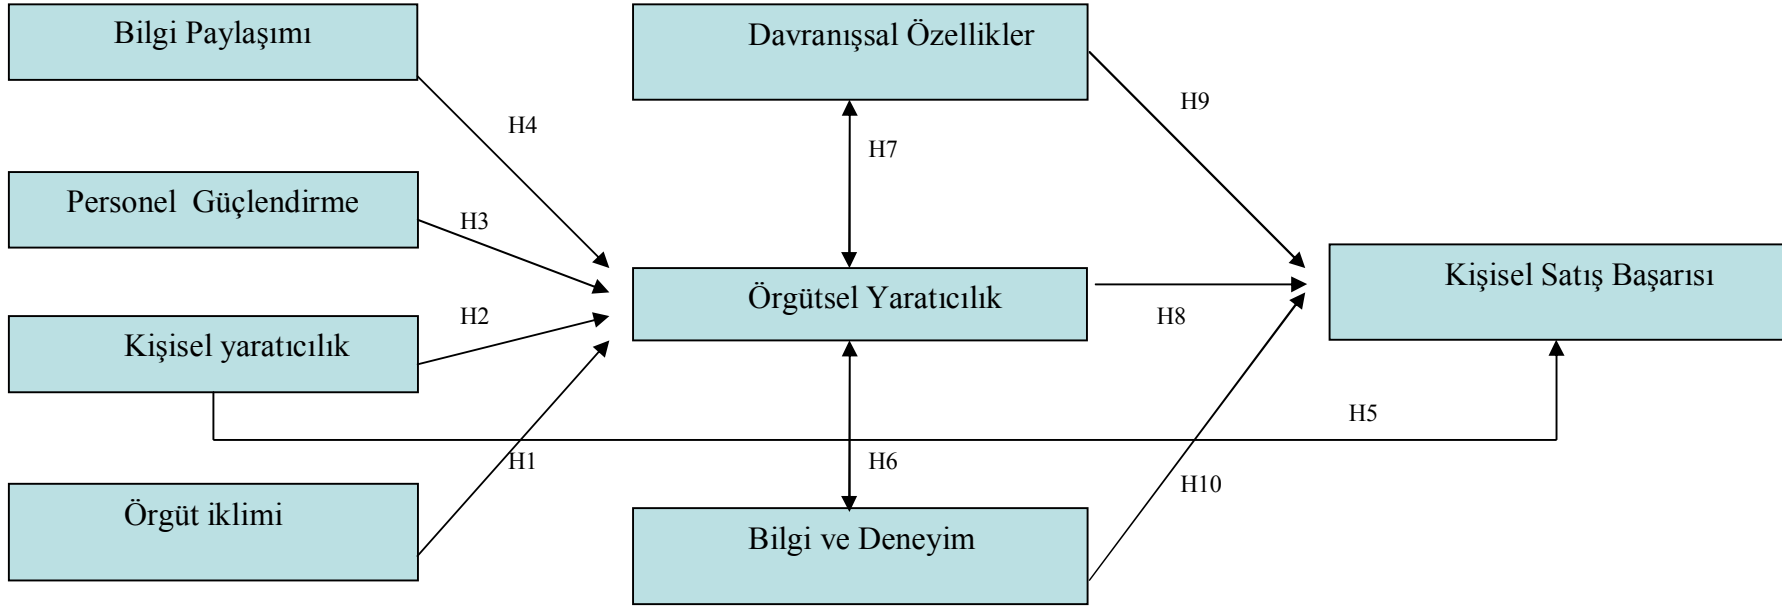 Bilgi Paylaşımı
Davranışsal Özellikler
H9
H4
H7
Personel Güçlendirme
H3
Örgütsel Yaratıcılık
Kişisel Satış Başarısı
H2
H8
Kişisel yaratıcılık
H5
H1
H6
H10
Örgüt iklimi
Bilgi ve Deneyim